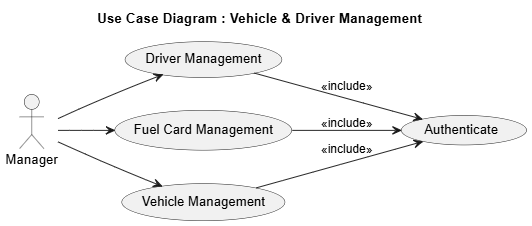 Use Case Diagram : Vehicle & Driver Management
Driver Management
«include»
Fuel Card Management
«include»
Authenticate
Manager
«include»
Vehicle Management